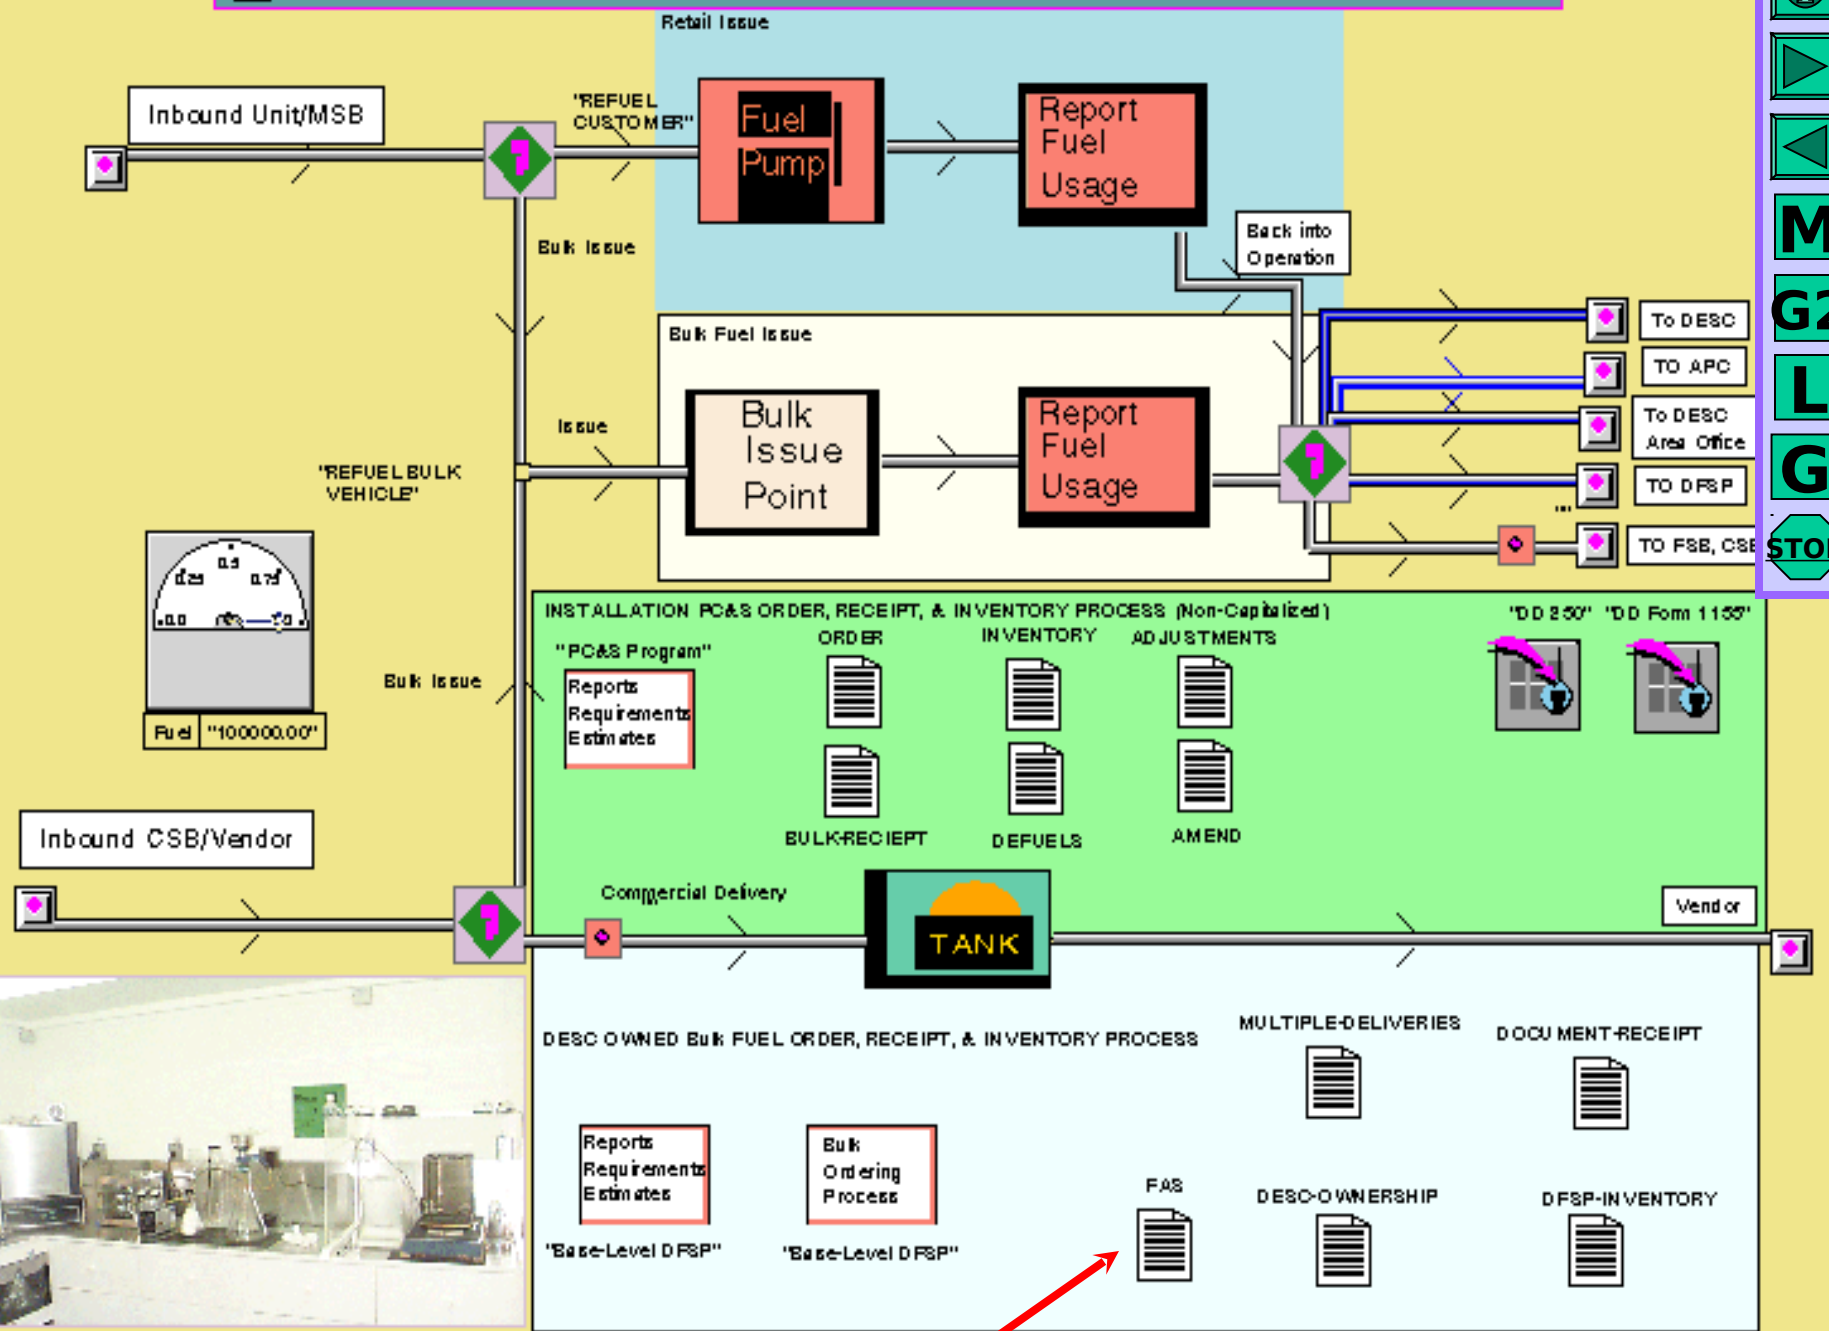 Retail Issue
Inbound Unit/MSB
"REFUEL
CUSTOMER"
Fuel
Pump
Report
Fuel
Usage
Bulk Issue
Back into
Operation
Bulk Fuel Issue
To DESC
TO APC
To DESC
Area Office
TO DFSP
TO FSB, CSB
Issue
Bulk
Issue
Point
Report
Fuel
Usage
"REFUEL BULK
VEHICLE"
0.0 0.25 0.5 0.75 1.0
Fuel "100000.00"
Bulk Issue
INSTALLATION PC&S ORDER, RECEIPT, & INVENTORY PROCESS (Non-Capitalized)
"DD 250" "DD Form 1155"
"PC&S Program"
Reports
Requirements
Estimates
ORDER
INVENTORY
ADJUSTMENTS
BULK-RECIEPT
DEFUELS
AMEND
Inbound CSB/Vendor
Commercial Delivery
TANK
Vendor
DESC OWNED Bulk FUEL ORDER, RECEIPT, & INVENTORY PROCESS
MULTIPLE-DELIVERIES
DOCUMENT-RECEIPT
Reports
Requirements
Estimates
"Base-Level DFSP"
Bulk
Ordering
Process
"Base-Level DFSP"
FAS
DESC-OWNERSHIP
DFSP-INVENTORY
M
G2
L
G
STOP